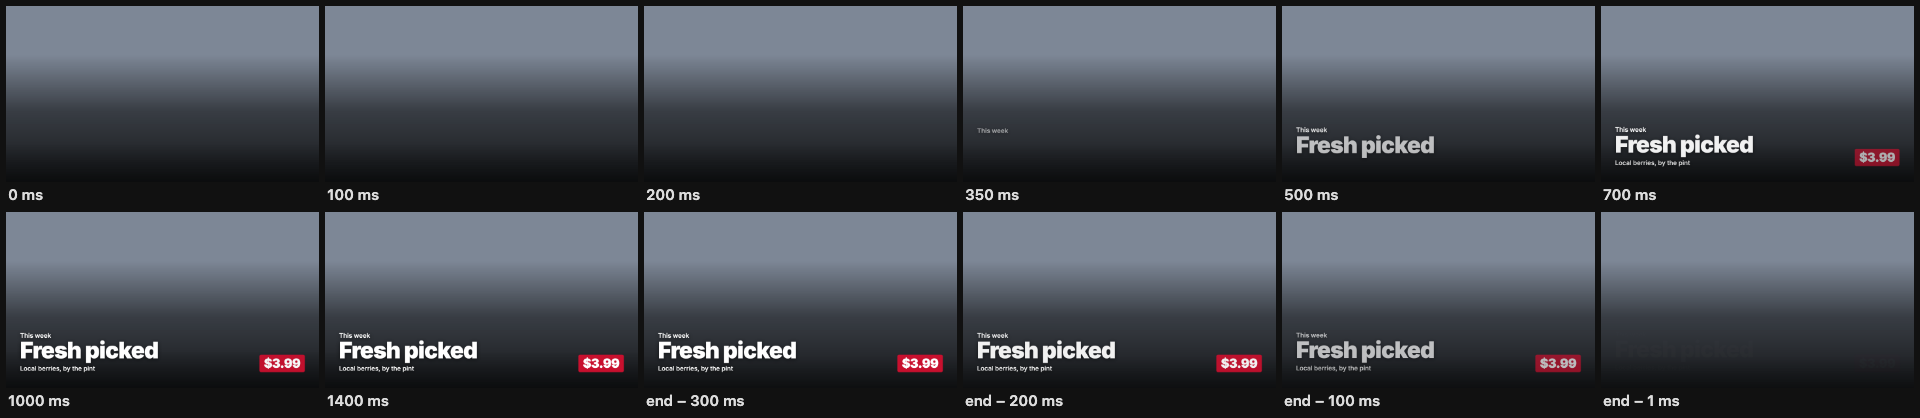 0 ms
100 ms
200 ms
This week
350 ms
This week
Fresh picked
500 ms
This week
Fresh picked
Local berries, by the pint
$3.99
700 ms
This week
Fresh picked
Local berries, by the pint
$3.99
1000 ms
This week
Fresh picked
Local berries, by the pint
$3.99
1400 ms
This week
Fresh picked
Local berries, by the pint
$3.99
end – 300 ms
This week
Fresh picked
Local berries, by the pint
$3.99
end – 200 ms
This week
Fresh picked
Local berries, by the pint
$3.99
end – 100 ms
end – 1 ms